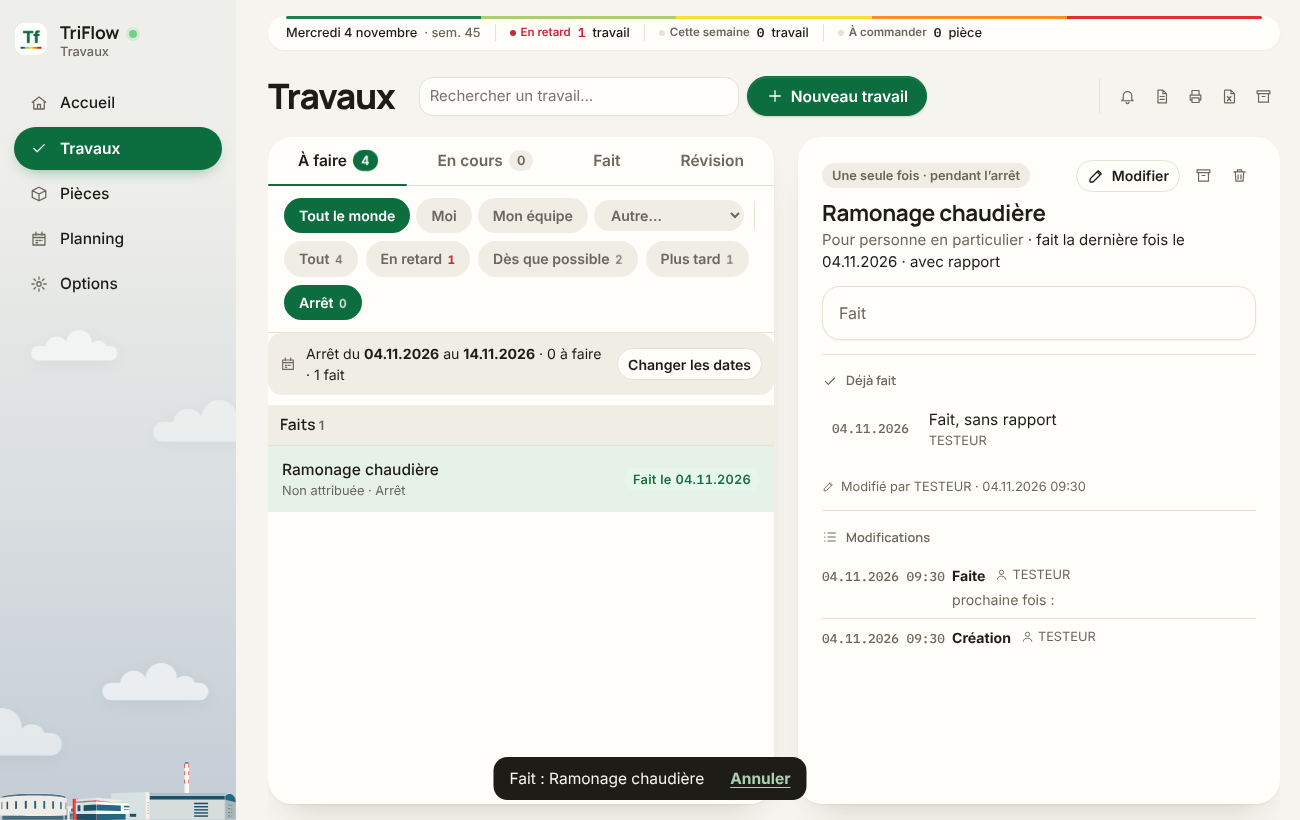 TriFlow
Travaux
Accueil
Travaux
Pièces
Planning
Options
Mercredi 4 novembre · sem. 45
En retard 1 travail
Cette semaine 0 travail
À commander 0 pièce
Travaux
Rechercher un travail...
Nouveau travail
À faire 4
En cours 0
Fait
Révision
Tout le monde
Moi
Mon équipe
Autre...
Tout 4
En retard 1
Dès que possible 2
Plus tard 1
Arrêt 0
Arrêt du 04.11.2026 au 14.11.2026 · 0 à faire
· 1 fait
Changer les dates
Faits 1
Ramonage chaudière
Non attribuée · Arrêt
Fait le 04.11.2026
Une seule fois · pendant l'arrêt
Modifier
Ramonage chaudière
Pour personne en particulier · fait la dernière fois le
04.11.2026 · avec rapport
Fait
Déjà fait
04.11.2026
Fait, sans rapport
TESTEUR
Modifié par TESTEUR · 04.11.2026 09:30
Modifications
04.11.2026 09:30 Faite TESTEUR
prochaine fois :
04.11.2026 09:30 Création TESTEUR
Fait : Ramonage chaudière
Annuler
Tf